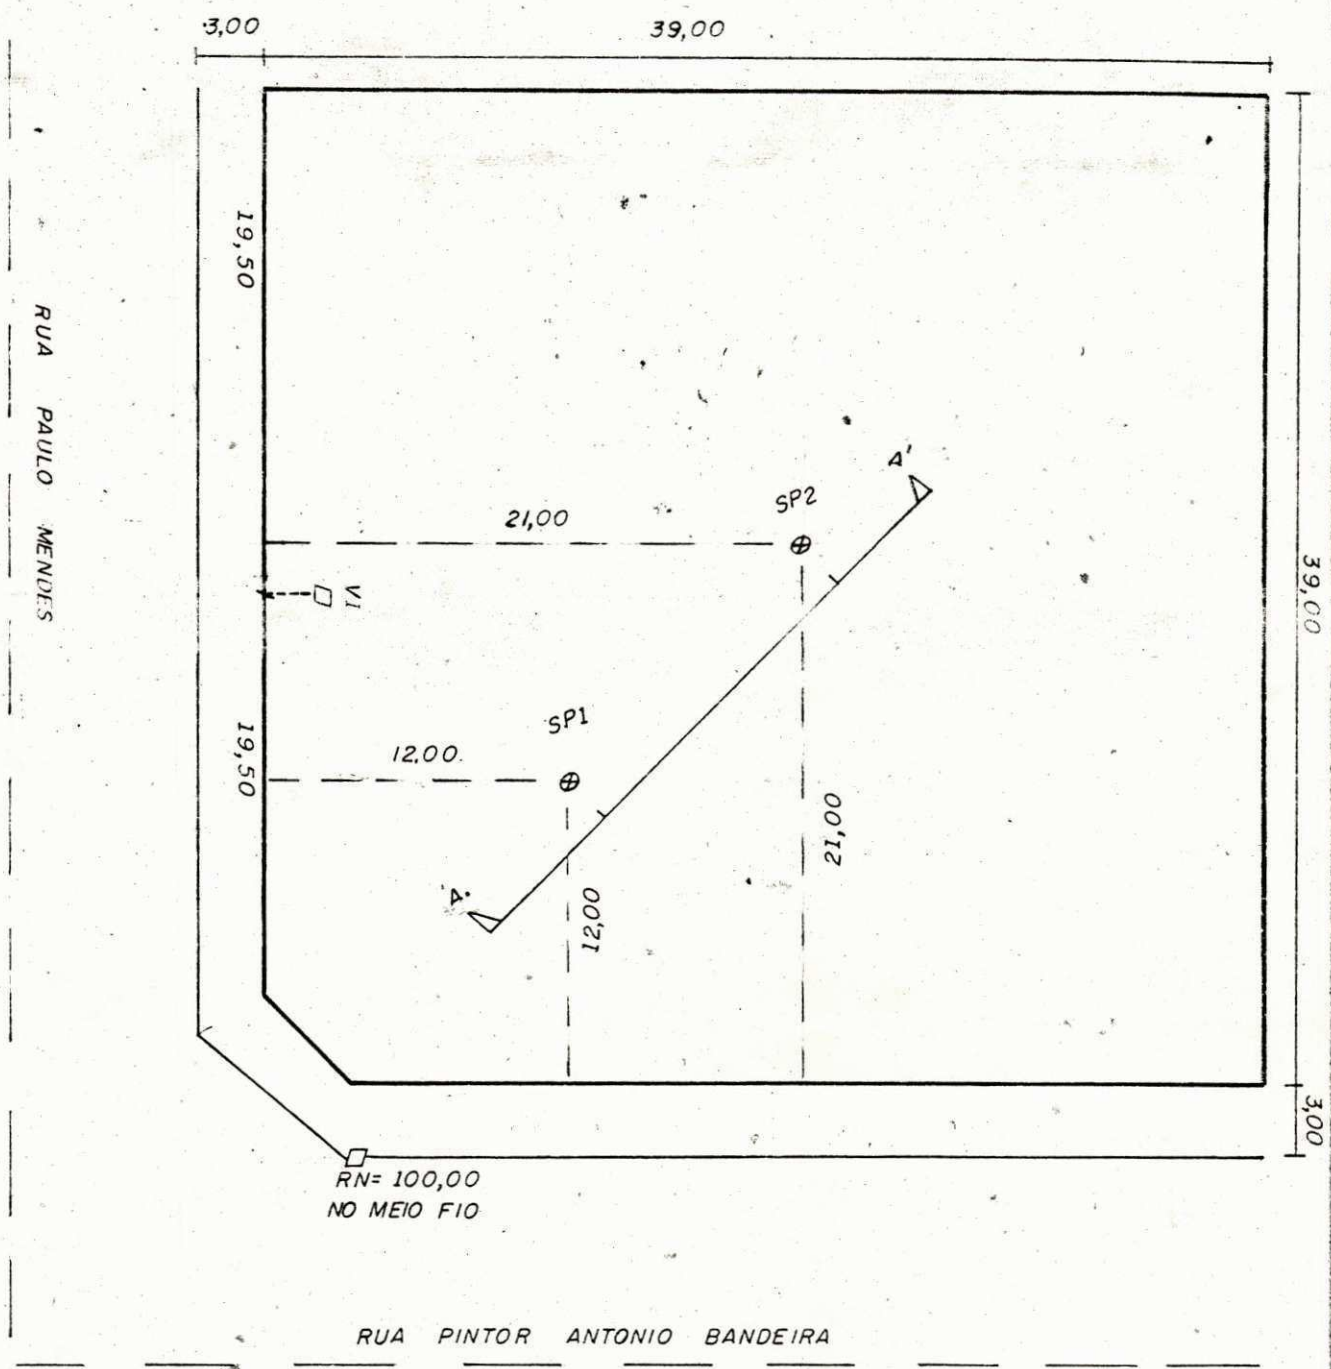 3,00
39,00
19,50
RUA PAULO MENDES
A'
SP2
21,00
V1
39,00
SP1
19,50
12,00
21,00
A
12,00
3,00
RN= 100,00
NO MEIO FIO
RUA PINTOR ANTONIO BANDEIRA